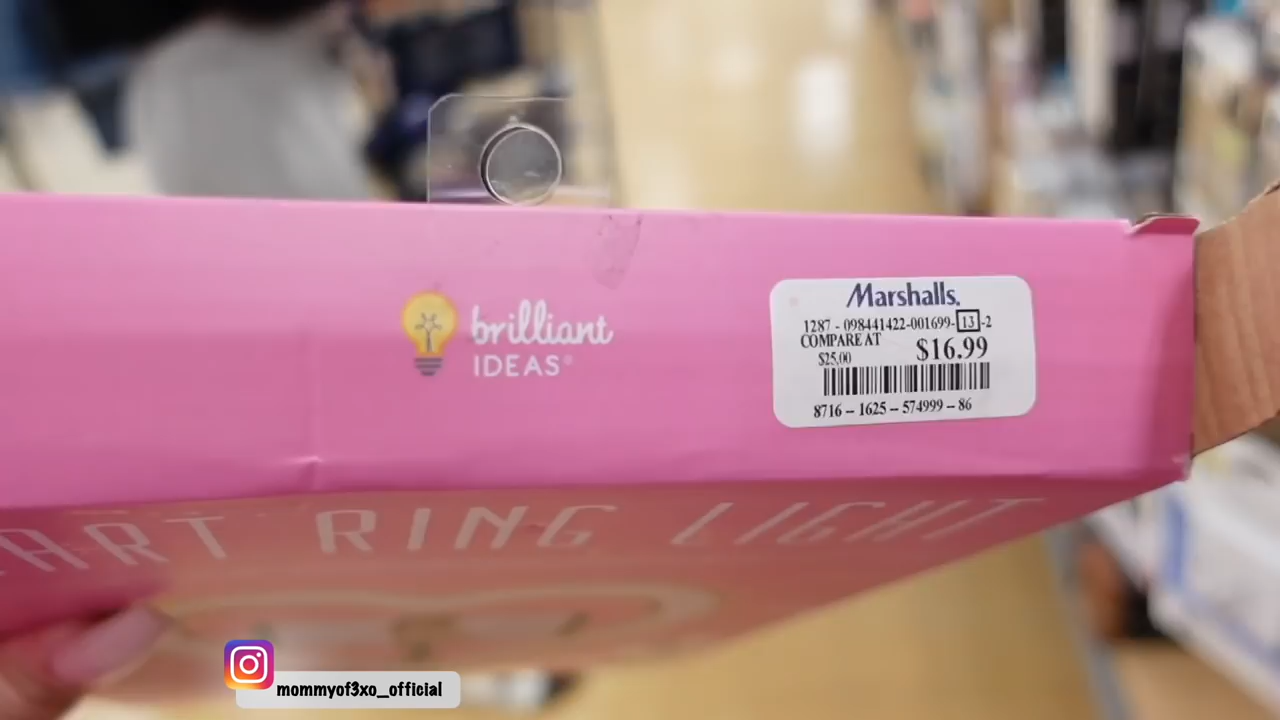 brilliant
IDEAS®
Marshalls.
1287 - 098441422-001699-13-2
COMPARE AT
$25.00
$16.99
8716 - 1625 - 574999 - 86
ART RING LIGHT
mommyof3xo_official